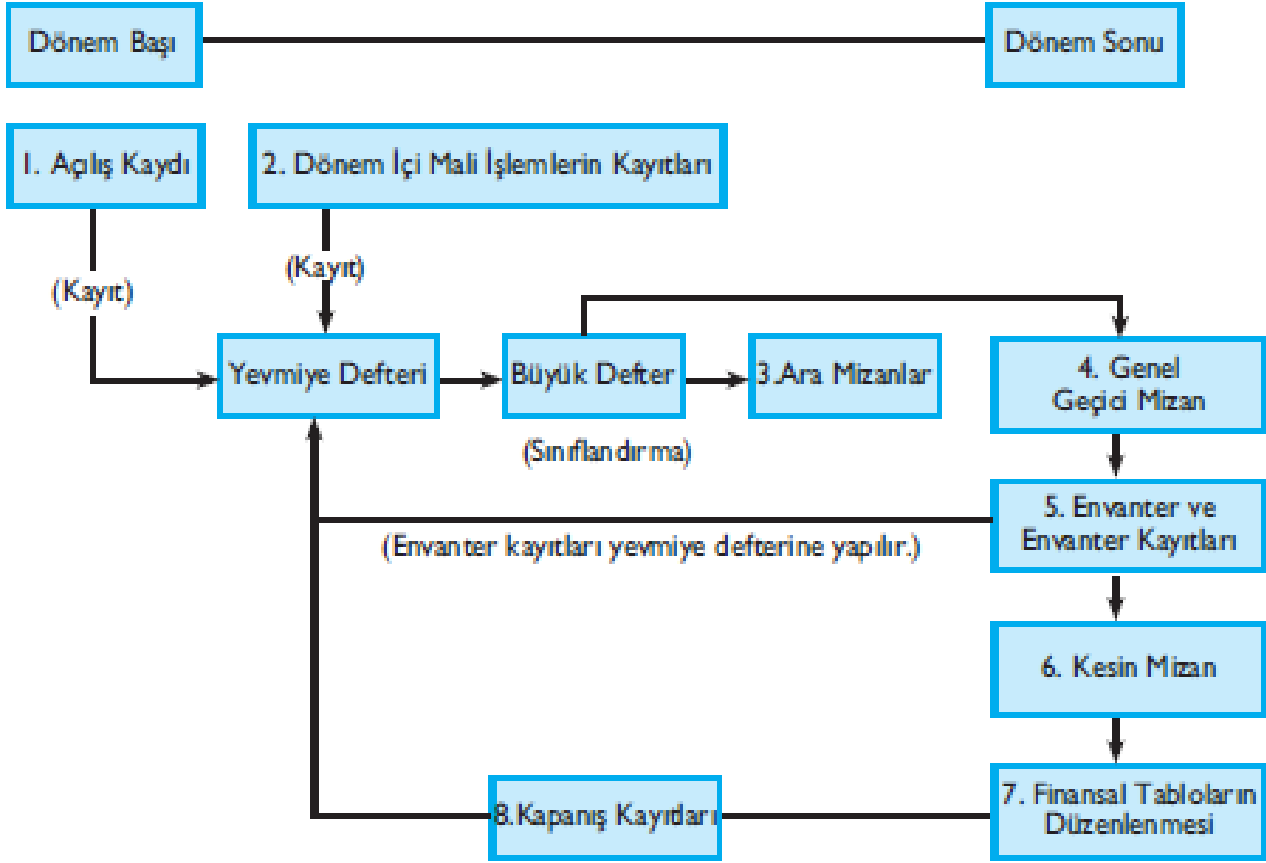 Dönem Başı
Dönem Sonu
1. Açılış Kaydı
2. Dönem İçi Mali İşlemlerin Kayıtları
(Kayıt)
(Kayıt)
Yevmiye Defteri
Büyük Defter
3.Ara Mizanlar
4. Genel
Geçici Mizan
(Sınıflandırma)
5. Envanter ve
Envanter Kayıtları
(Envanter kayıtları yevmiye defterine yapılır.)
6. Kesin Mizan
7. Finansal Tabloların
Düzenlenmesi
8.Kapanış Kayıtları